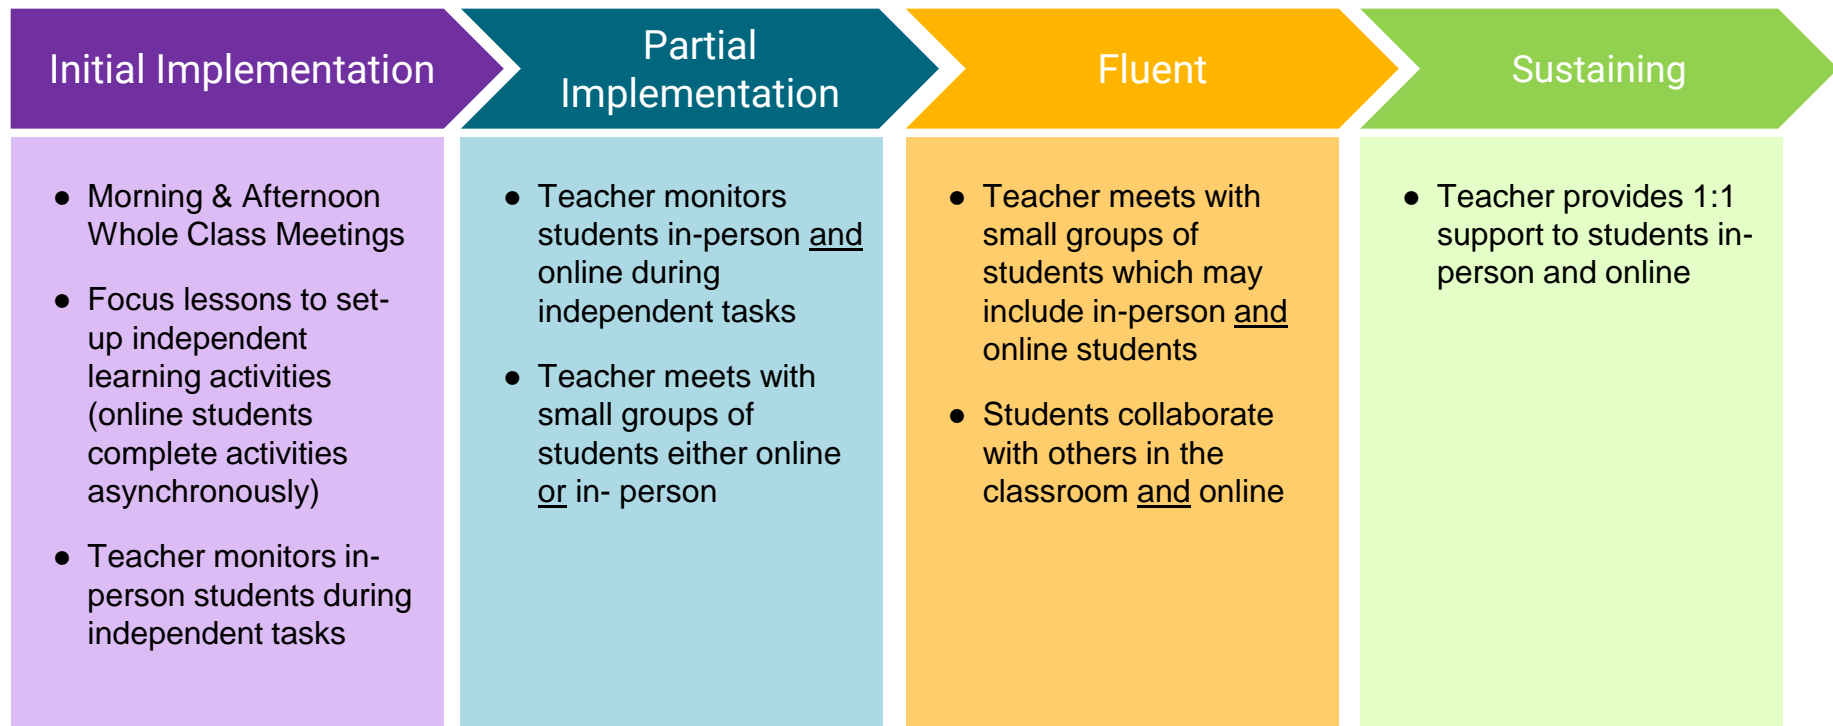 Initial Implementation
Partial
Implementation
Fluent
Sustaining
● Morning & Afternoon
Whole Class Meetings
● Focus lessons to set-
up independent
learning activities
(online students
complete activities
asynchronously)
● Teacher monitors in-
person students during
independent tasks
● Teacher monitors
students in-person and
online during
independent tasks
● Teacher meets with
small groups of
students either online
or in- person
● Teacher meets with
small groups of
students which may
include in-person and
online students
● Students collaborate
with others in the
classroom and online
● Teacher provides 1:1
support to students in-
person and online